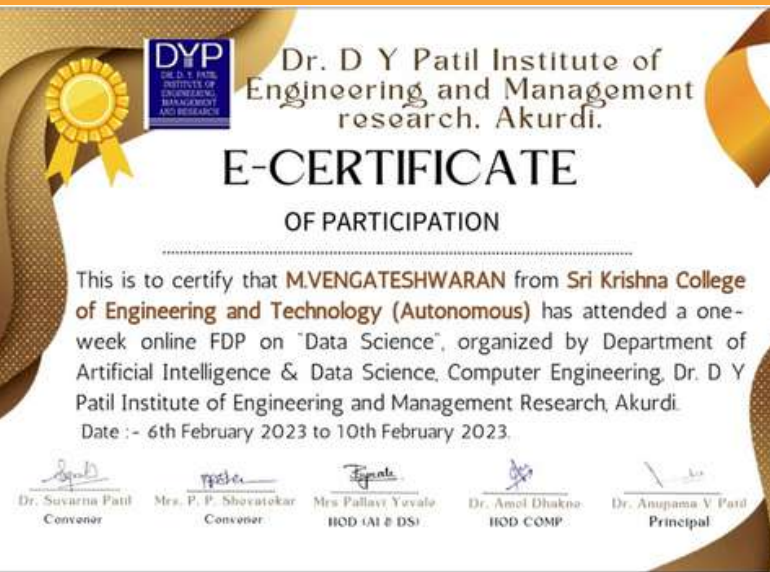 DYP
DR. D. Y. PATIL
INSTITUTE OF
ENGINEERING,
MANAGEMENT
AND RESEARCH
Dr. D Y Patil Institute of
Engineering and Management
research, Akurdi.
E-CERTIFICATE
OF PARTICIPATION
This is to certify that M.VENGATESHWARAN from Sri Krishna College
of Engineering and Technology (Autonomous) has attended a one-
week online FDP on "Data Science", organized by Department of
Artificial Intelligence & Data Science, Computer Engineering, Dr. D Y
Patil Institute of Engineering and Management Research, Akurdi.
Date :- 6th February 2023 to 10th February 2023.
Dr. Suvarna Patil Mrs. P. P. Shevatekar Mrs Pallavi Yevale Dr. Amol Dhakne Dr. Anupama V Patil
Convener Convener HOD (AI & DS) HOD COMP Principal